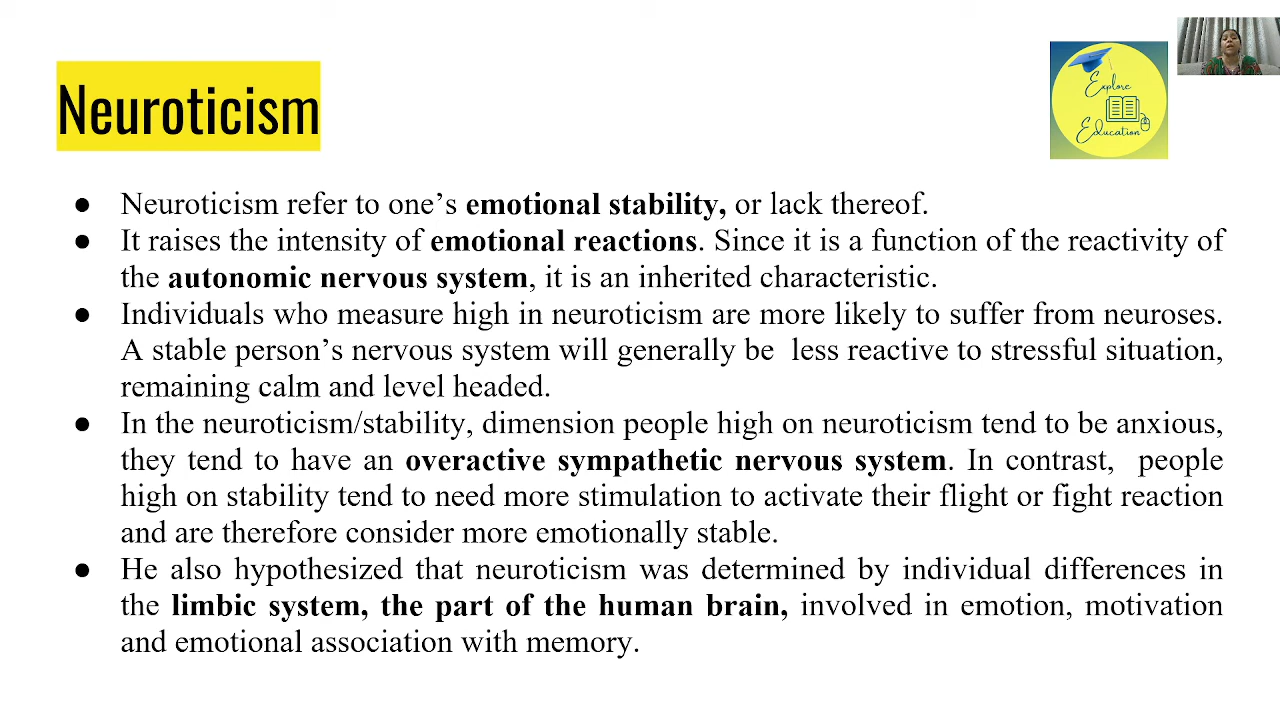 Neuroticism
Explore
Education
● Neuroticism refer to one’s emotional stability, or lack thereof.
● It raises the intensity of emotional reactions. Since it is a function of the reactivity of
the autonomic nervous system, it is an inherited characteristic.
● Individuals who measure high in neuroticism are more likely to suffer from neuroses.
A stable person’s nervous system will generally be less reactive to stressful situation,
remaining calm and level headed.
● In the neuroticism/stability, dimension people high on neuroticism tend to be anxious,
they tend to have an overactive sympathetic nervous system. In contrast, people
high on stability tend to need more stimulation to activate their flight or fight reaction
and are therefore consider more emotionally stable.
● He also hypothesized that neuroticism was determined by individual differences in
the limbic system, the part of the human brain, involved in emotion, motivation
and emotional association with memory.